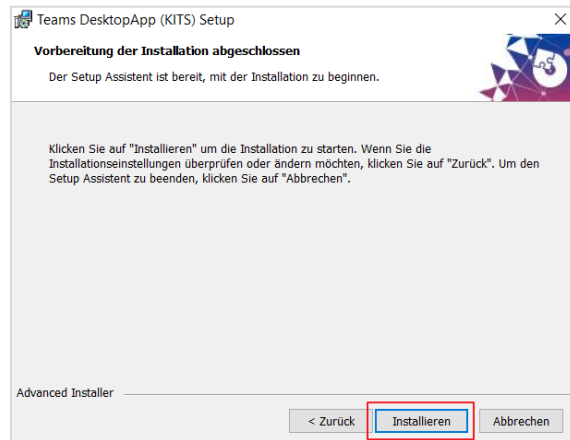 Teams DesktopApp (KITS) Setup
Vorbereitung der Installation abgeschlossen
Der Setup Assistent ist bereit, mit der Installation zu beginnen.
Klicken Sie auf "Installieren" um die Installation zu starten. Wenn Sie die
Installationseinstellungen überprüfen oder ändern möchten, klicken Sie auf "Zurück". Um den
Setup Assistent zu beenden, klicken Sie auf "Abbrechen".
Advanced Installer
< Zurück Installieren Abbrechen